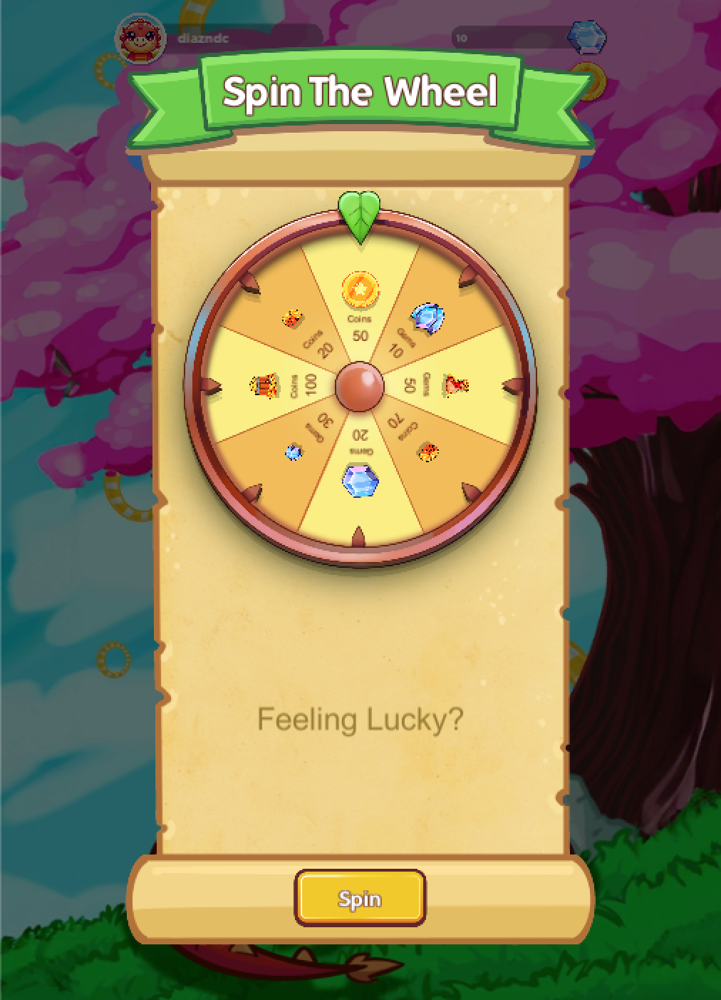 diazndc
10
Spin The Wheel
Coins
50
Gems
10
Gems
50
Coins
70
Gems
20
Gems
30
Coins
100
Coins
20
Feeling Lucky?
Spin